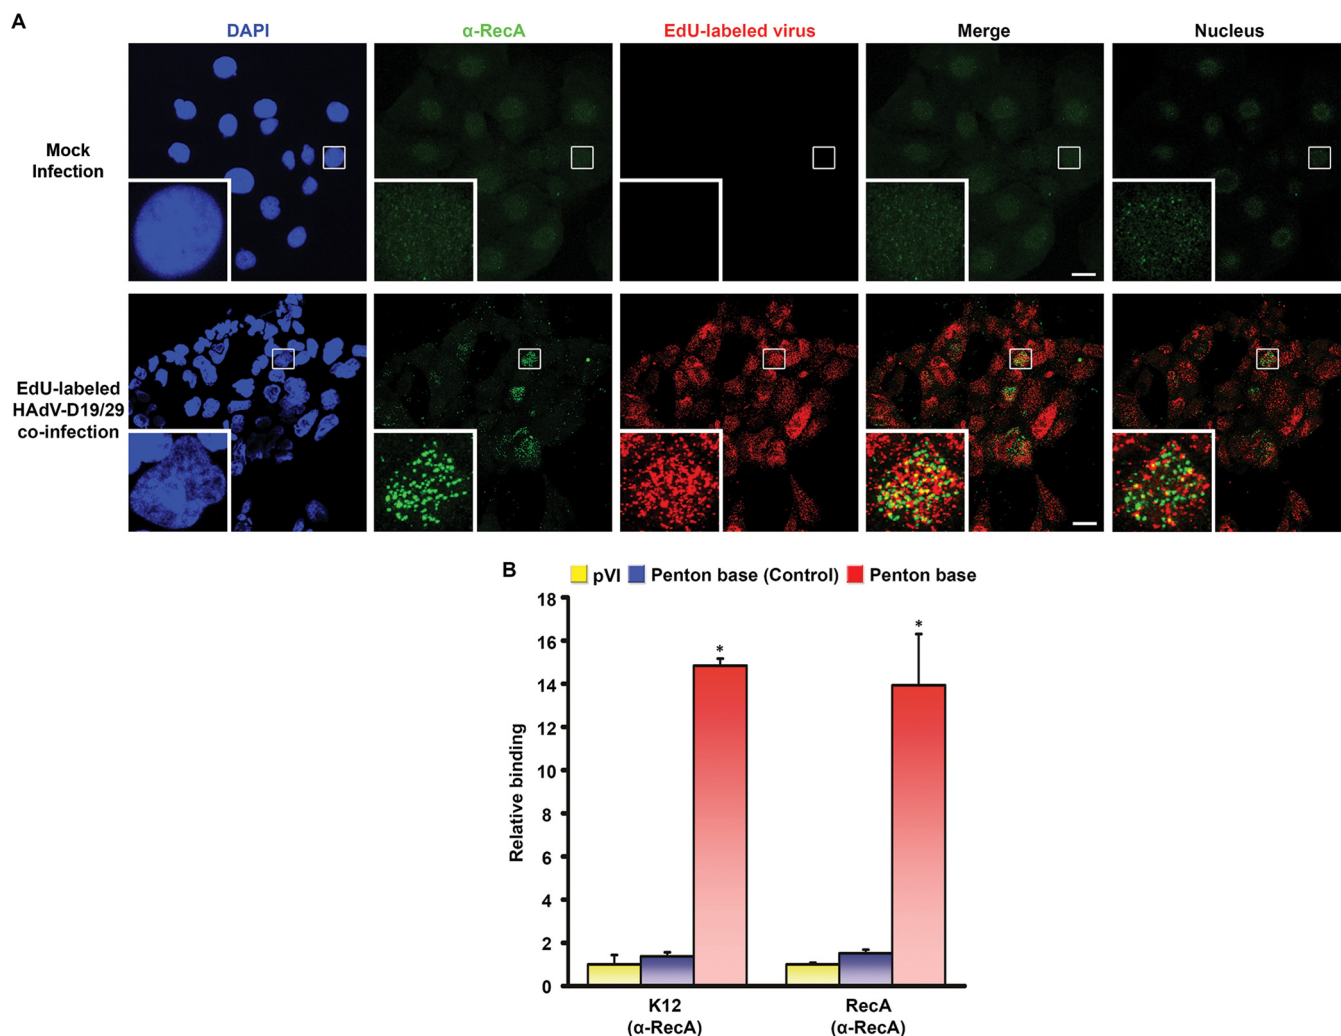 A
DAPI
α-RecA
EdU-labeled virus
Merge
Nucleus
Mock
Infection
EdU-labeled
HAdV-D19/29
co-infection
B
pVI
Penton base (Control)
Penton base
18
16
14
12
10
8
6
4
2
0
Relative binding
*
*
K12
(α-RecA)
RecA
(α-RecA)